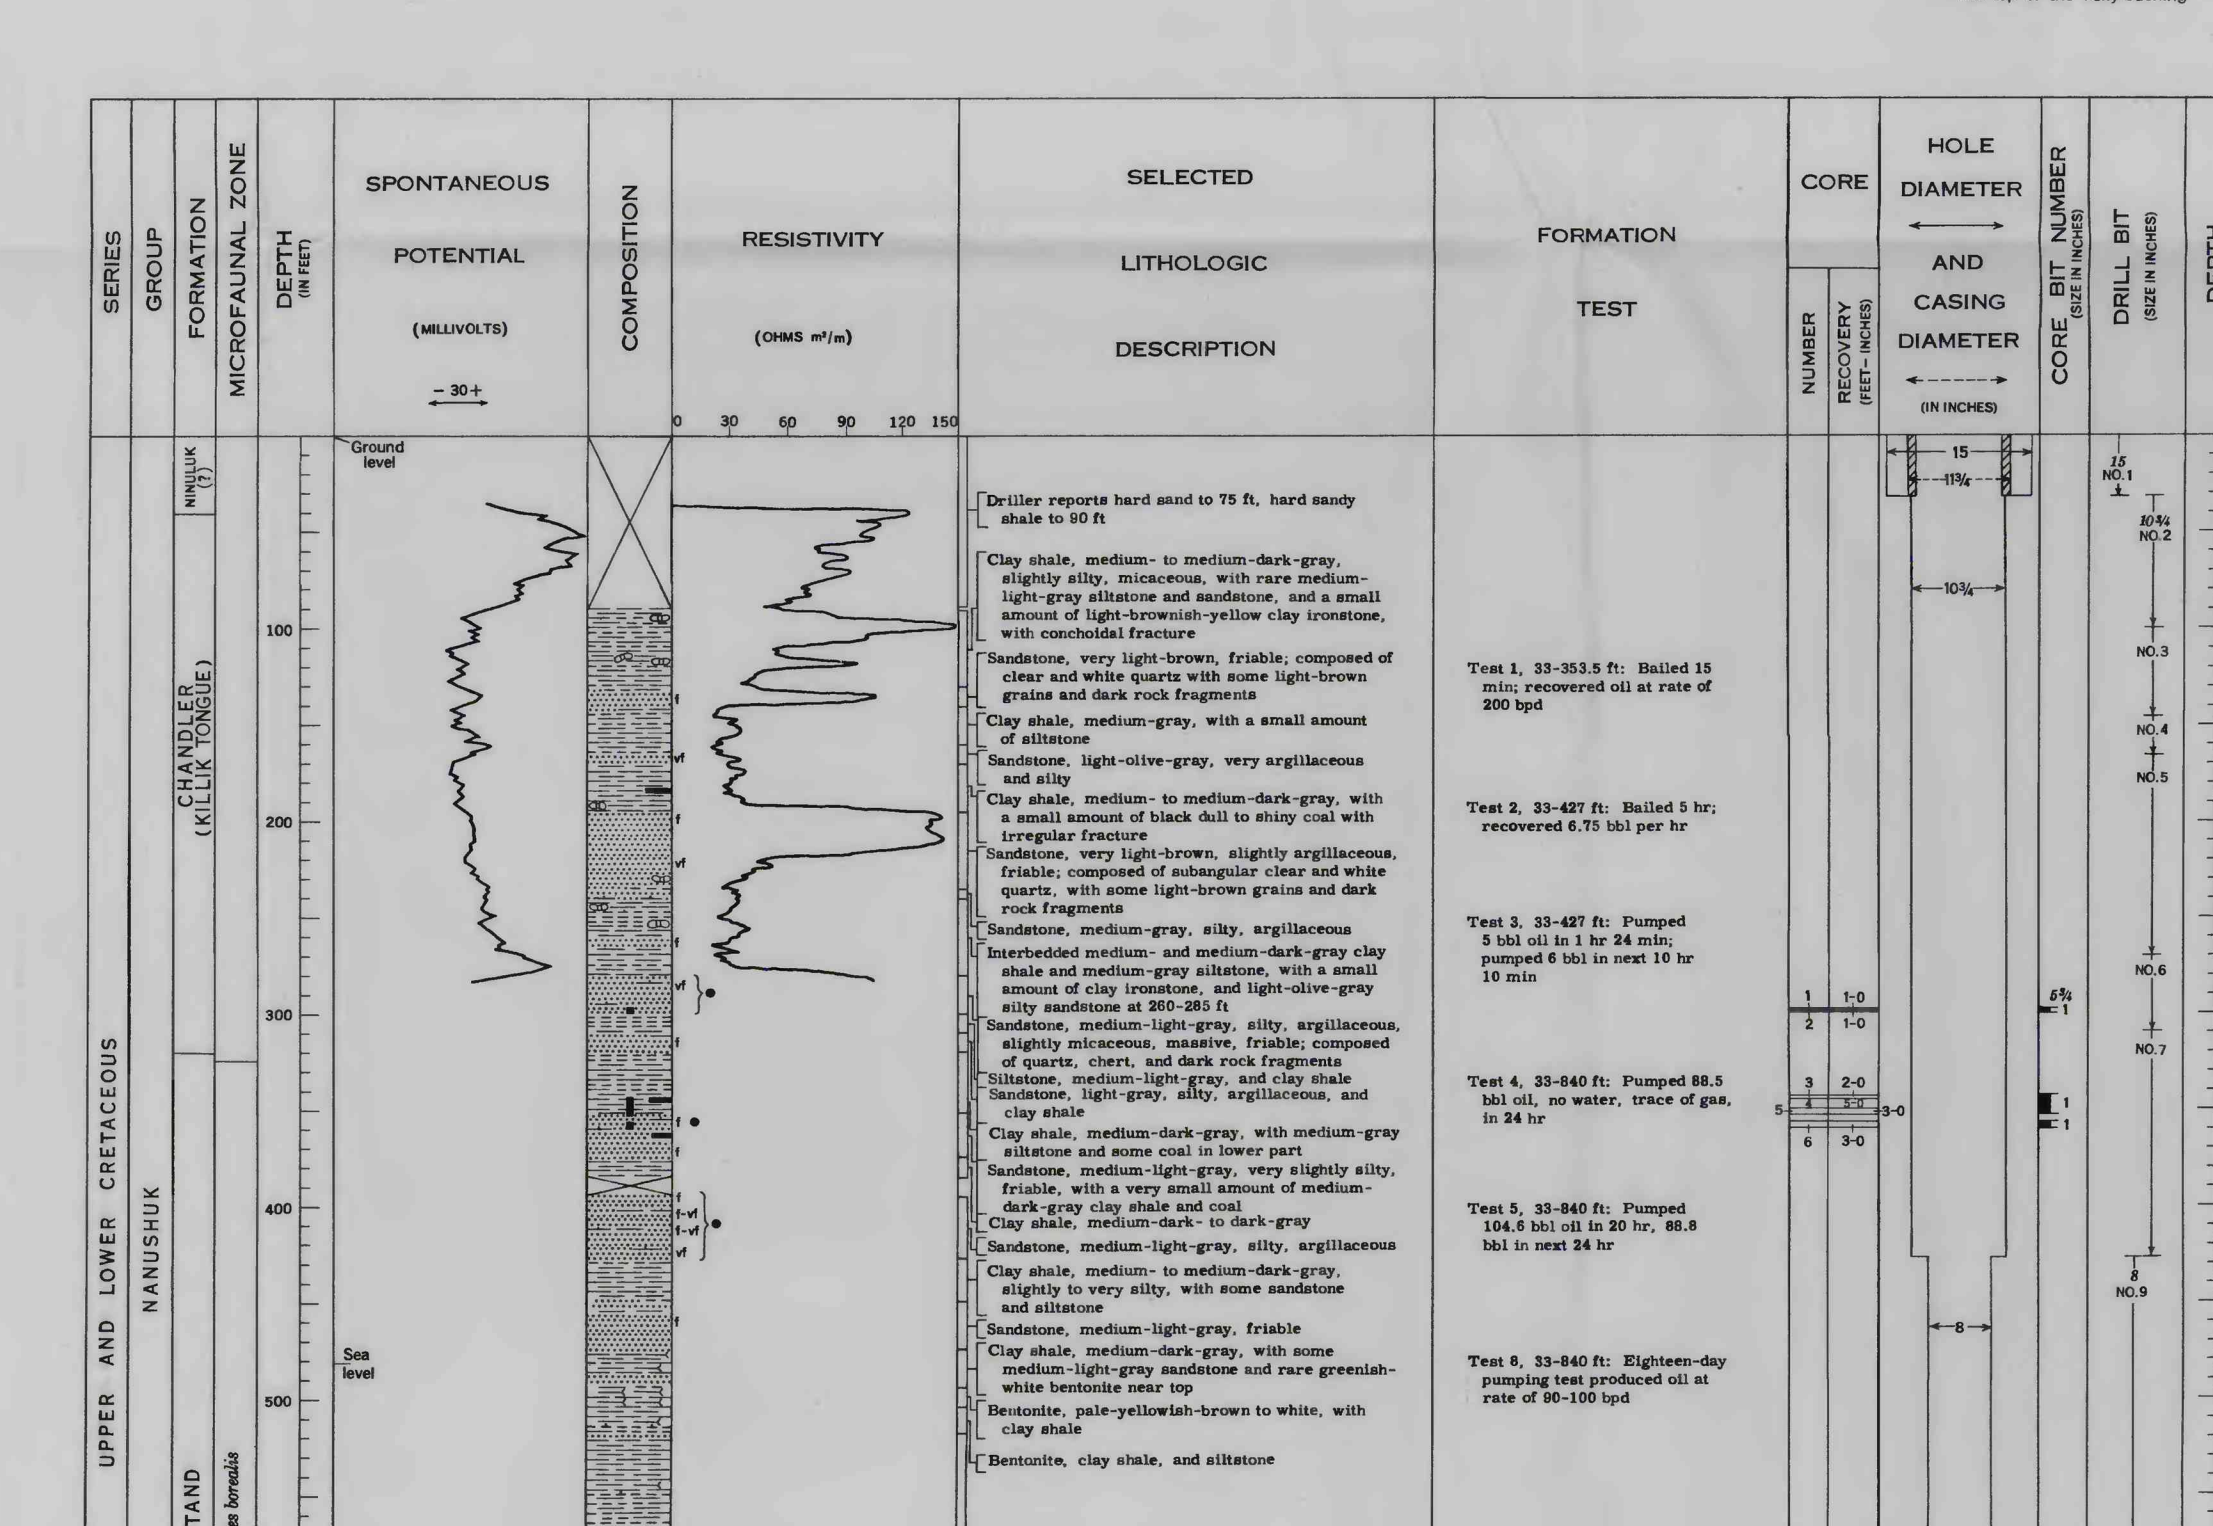 SERIES
GROUP
FORMATION
MICROFAUNAL ZONE
DEPTH
(IN FEET)
SPONTANEOUS
POTENTIAL
(MILLIVOLTS)
- 30+
COMPOSITION
RESISTIVITY
(OHMS m²/m)
0 30 60 90 120 150
SELECTED
LITHOLOGIC
DESCRIPTION
FORMATION
TEST
CORE
NUMBER
RECOVERY
(FEET-INCHES)
HOLE
DIAMETER
AND
CASING
DIAMETER
(IN INCHES)
CORE BIT NUMBER
(SIZE IN INCHES)
DRILL BIT
(SIZE IN INCHES)
UPPER AND LOWER CRETACEOUS
NANUSHUK
NINULUK
(?)
CHANDLER
(KILLIK TONGUE)
100
200
300
400
500
Ground
level
Sea
level
f
vf
f
vf
f
vf
f
f
f
f
f-vf
f-vf
vf
f
Driller reports hard sand to 75 ft, hard sandy
shale to 90 ft
Clay shale, medium- to medium-dark-gray,
slightly silty, micaceous, with rare medium-
light-gray siltstone and sandstone, and a small
amount of light-brownish-yellow clay ironstone,
with conchoidal fracture
Sandstone, very light-brown, friable; composed of
clear and white quartz with some light-brown
grains and dark rock fragments
Clay shale, medium-gray, with a small amount
of siltstone
Sandstone, light-olive-gray, very argillaceous
and silty
Clay shale, medium- to medium-dark-gray, with
a small amount of black dull to shiny coal with
irregular fracture
Sandstone, very light-brown, slightly argillaceous,
friable; composed of subangular clear and white
quartz, with some light-brown grains and dark
rock fragments
Sandstone, medium-gray, silty, argillaceous
Interbedded medium- and medium-dark-gray clay
shale and medium-gray siltstone, with a small
amount of clay ironstone, and light-olive-gray
silty sandstone at 260-285 ft
Sandstone, medium-light-gray, silty, argillaceous,
slightly micaceous, massive, friable; composed
of quartz, chert, and dark rock fragments
Siltstone, medium-light-gray, and clay shale
Sandstone, light-gray, silty, argillaceous, and
clay shale
Clay shale, medium-dark-gray, with medium-gray
siltstone and some coal in lower part
Sandstone, medium-light-gray, very slightly silty,
friable, with a very small amount of medium-
dark-gray clay shale and coal
Clay shale, medium-dark- to dark-gray
Sandstone, medium-light-gray, silty, argillaceous
Clay shale, medium- to medium-dark-gray,
slightly to very silty, with some sandstone
and siltstone
Sandstone, medium-light-gray, friable
Clay shale, medium-dark-gray, with some
medium-light-gray sandstone and rare greenish-
white bentonite near top
Bentonite, pale-yellowish-brown to white, with
clay shale
Bentonite, clay shale, and siltstone
Test 1, 33-353.5 ft: Bailed 15
min; recovered oil at rate of
200 bpd
Test 2, 33-427 ft: Bailed 5 hr;
recovered 6.75 bbl per hr
Test 3, 33-427 ft: Pumped
5 bbl oil in 1 hr 24 min;
pumped 6 bbl in next 10 hr
10 min
Test 4, 33-840 ft: Pumped 88.5
bbl oil, no water, trace of gas,
in 24 hr
Test 5, 33-840 ft: Pumped
104.6 bbl oil in 20 hr, 88.8
bbl in next 24 hr
Test 8, 33-840 ft: Eighteen-day
pumping test produced oil at
rate of 90-100 bpd
1 1-0
2 1-0
3 2-0
4 5-0
5 3-0
6 3-0
15
11¾
10¾
8
5¾
1
1
1
15
NO.1
10¾
NO.2
NO.3
NO.4
NO.5
NO.6
NO.7
8
NO.9
es borealis